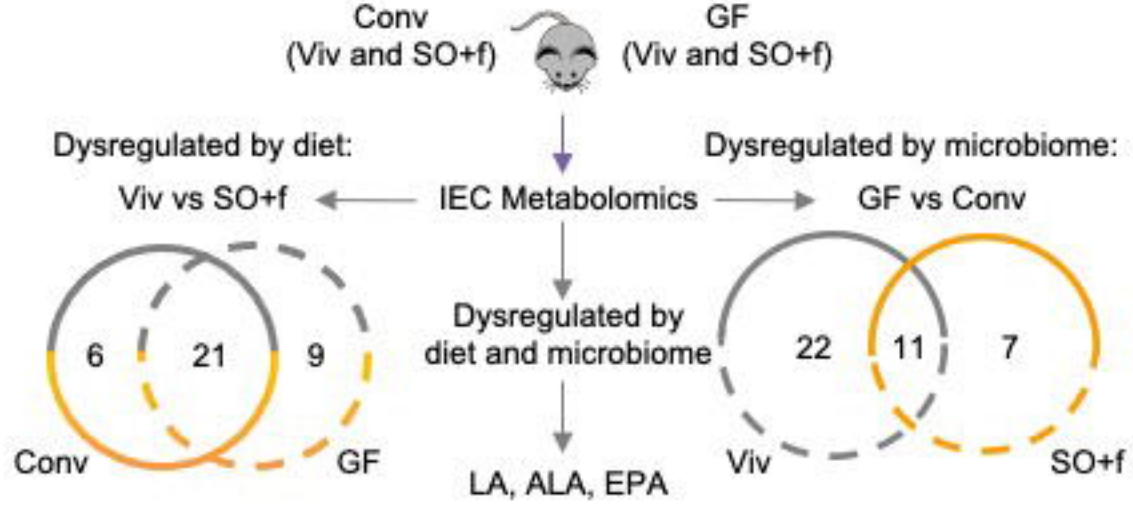 Conv
(Viv and SO+f)
GF
(Viv and SO+f)
Dysregulated by diet:
Dysregulated by microbiome:
Viv vs SO+f
IEC Metabolomics
GF vs Conv
6
21
9
Conv
GF
Dysregulated by
diet and microbiome
22
11
7
Viv
SO+f
LA, ALA, EPA